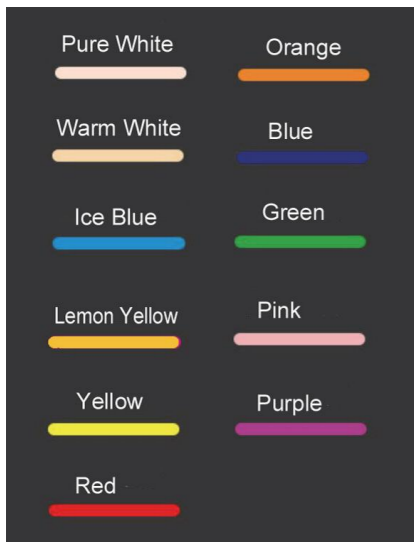 Pure White
Orange
Warm White
Blue
Ice Blue
Green
Lemon Yellow
Pink
Yellow
Purple
Red